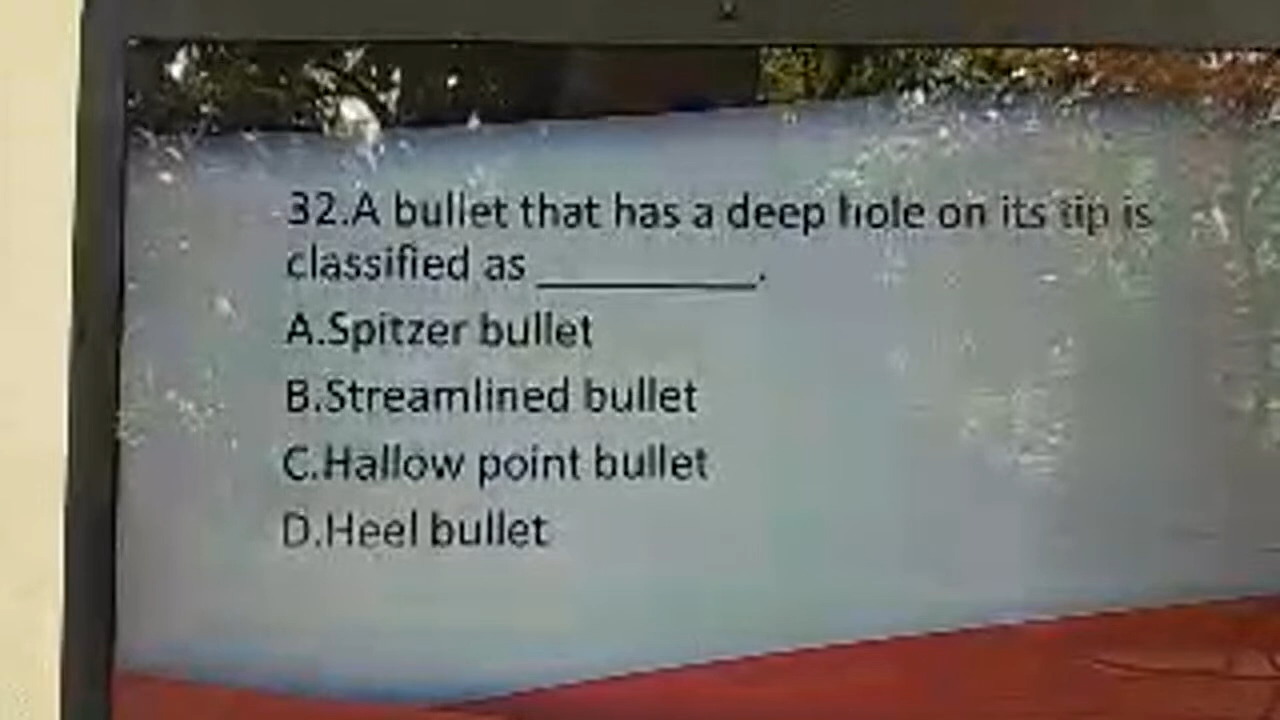 32.A bullet that has a deep hole on its tip is
classified as __________.
A.Spitzer bullet
B.Streamlined bullet
C.Hallow point bullet
D.Heel bullet